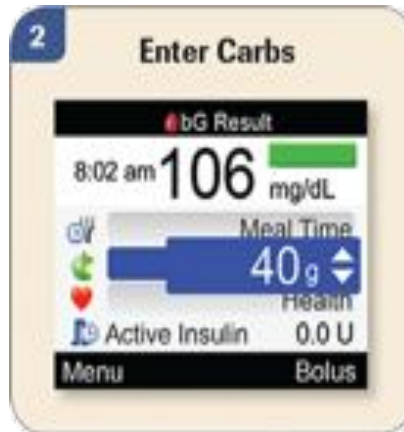 2
Enter Carbs
bG Result
8:02 am 106 mg/dL
Meal Time
40 g
Health
Active Insulin 0.0 U
Menu Bolus